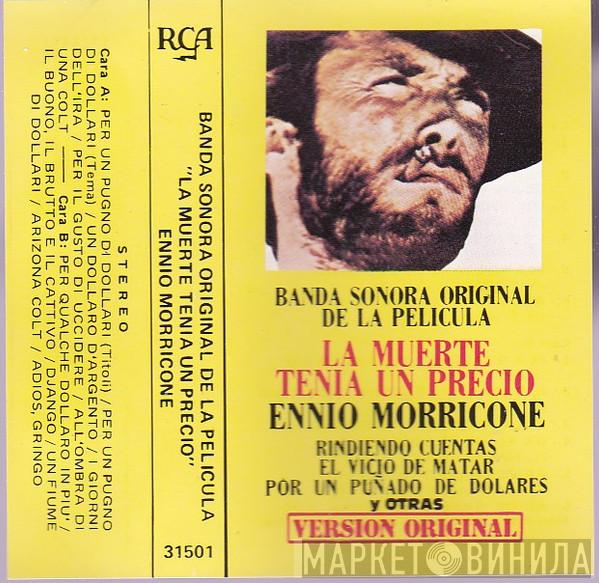 STEREO
Cara A: PER UN PUGNO DI DOLLARI (Titoli) / PER UN PUGNO
DI DOLLARI (Tema) / UN DOLLARO D'ARGENTO / I GIORNI
DELL'IRA / PER IL GUSTO DI UCCIDERE / ALL'OMBRA DI
UNA COLT —— Cara B: PER QUALCHE DOLLARO IN PIU' /
IL BUONO, IL BRUTTO E IL CATTIVO / DJANGO / UN FIUME
DI DOLLARI / ARIZONA COLT / ADIOS, GRINGO
RCA
BANDA SONORA ORIGINAL DE LA PELICULA
"LA MUERTE TENIA UN PRECIO"
ENNIO MORRICONE
31501
BANDA SONORA ORIGINAL
DE LA PELICULA
LA MUERTE
TENIA UN PRECIO
ENNIO MORRICONE
RINDIENDO CUENTAS
EL VICIO DE MATAR
POR UN PUÑADO DE DOLARES
y OTRAS
VERSION ORIGINAL
МАРКЕТ ВИНИЛА